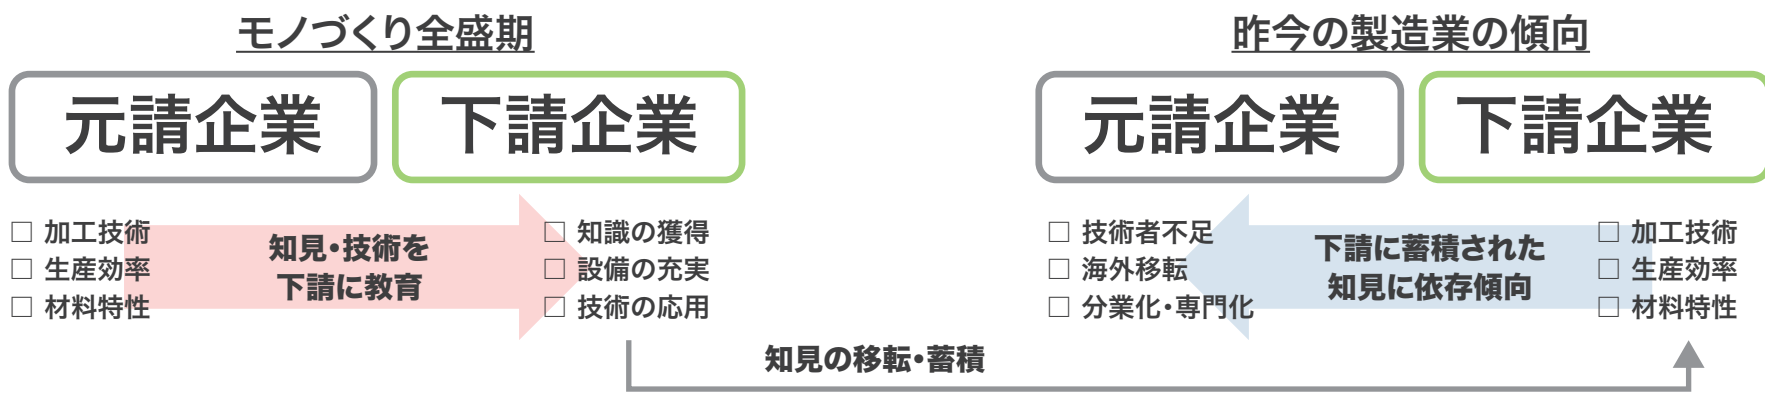 モノづくり全盛期
元請企業
下請企業
□ 加工技術
□ 生産効率
□ 材料特性
知見・技術を
下請に教育
□ 知識の獲得
□ 設備の充実
□ 技術の応用
知見の移転・蓄積
昨今の製造業の傾向
元請企業
下請企業
□ 技術者不足
□ 海外移転
□ 分業化・専門化
下請に蓄積された
知見に依存傾向
□ 加工技術
□ 生産効率
□ 材料特性